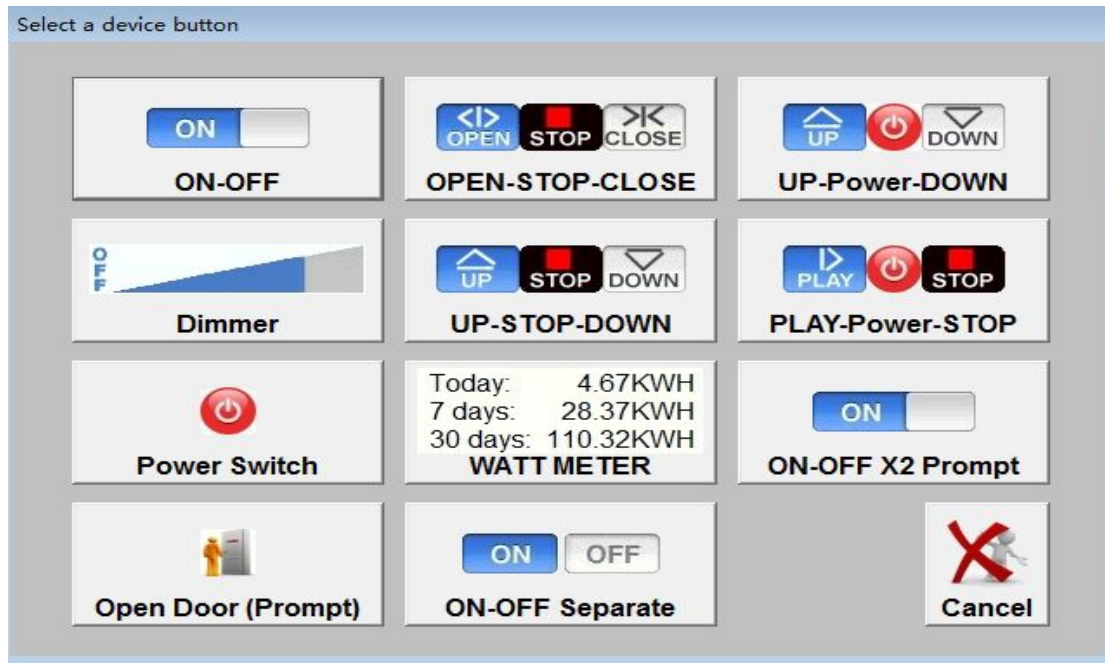 Select a device button
ON
ON-OFF
OPEN STOP CLOSE
OPEN-STOP-CLOSE
UP DOWN
UP-Power-DOWN
OFF
Dimmer
UP STOP DOWN
UP-STOP-DOWN
PLAY STOP
PLAY-Power-STOP
Power Switch
Today: 4.67KWH
7 days: 28.37KWH
30 days: 110.32KWH
WATT METER
ON
ON-OFF X2 Prompt
Open Door (Prompt)
ON OFF
ON-OFF Separate
Cancel